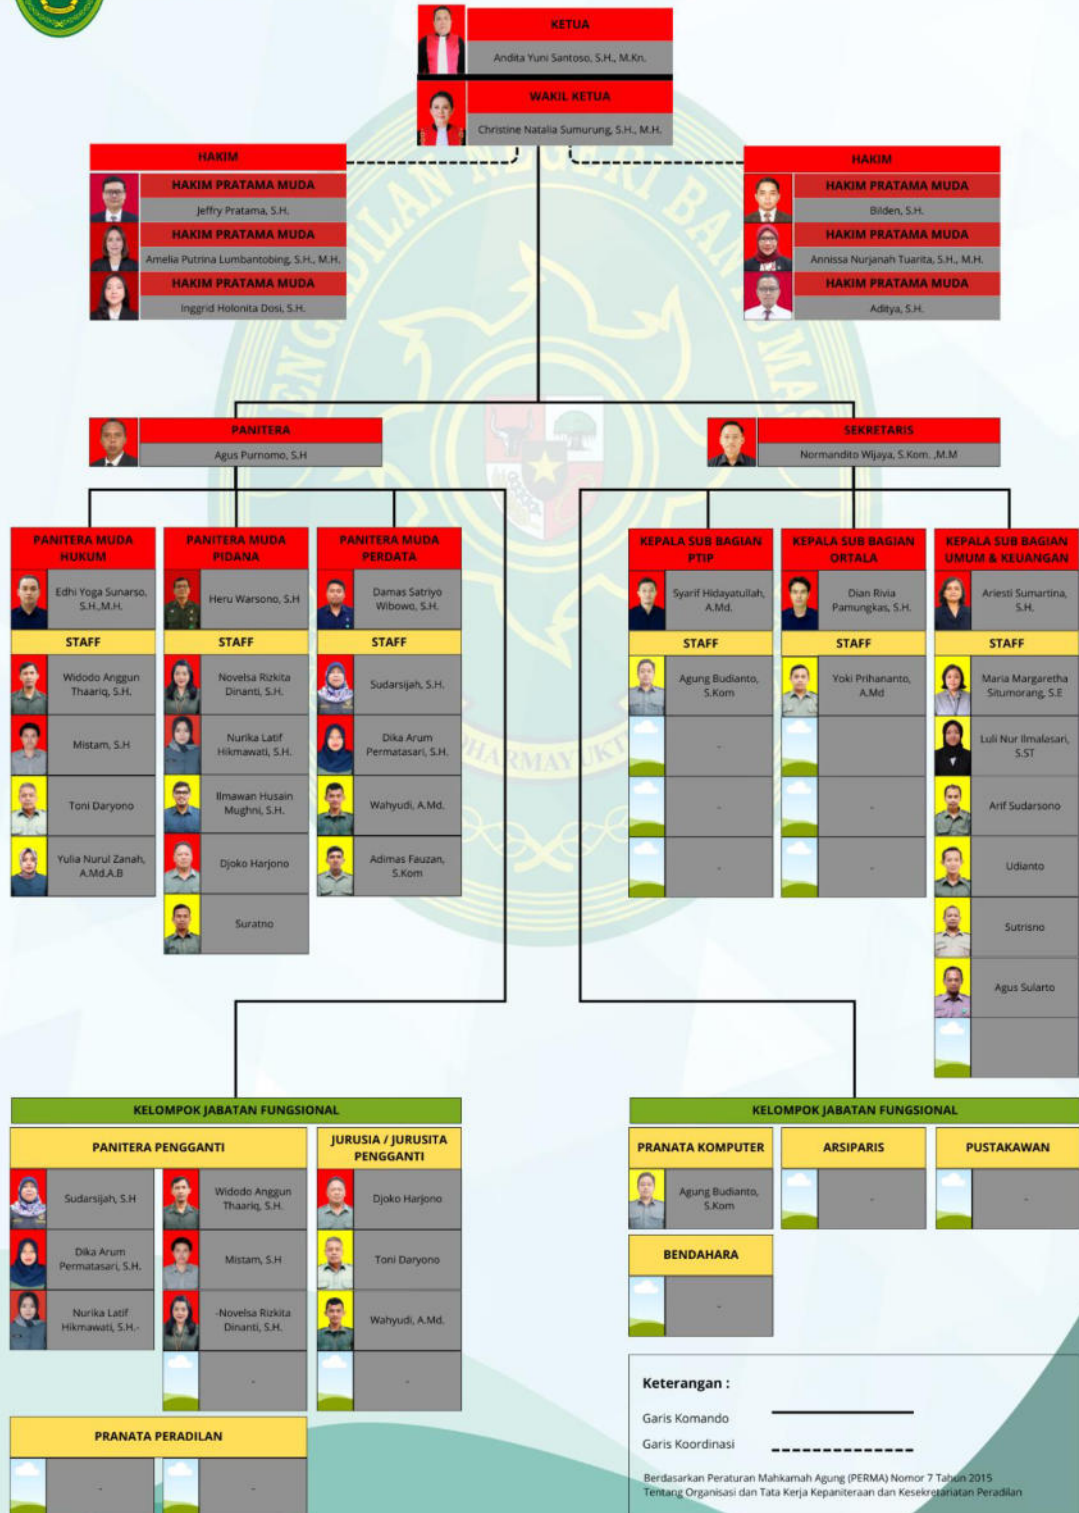 KETUA
Andita Yuni Santoso, S.H., M.Kn.
WAKIL KETUA
Christine Natalia Sumurung, S.H., M.H.
HAKIM
HAKIM PRATAMA MUDA
Jeffry Pratama, S.H.
HAKIM PRATAMA MUDA
Amelia Putrina Lumbantobing, S.H., M.H.
HAKIM PRATAMA MUDA
Inggrid Holonita Dosi, S.H.
HAKIM
HAKIM PRATAMA MUDA
Bilden, S.H.
HAKIM PRATAMA MUDA
Annissa Nurjanah Tuarita, S.H., M.H.
HAKIM PRATAMA MUDA
Aditya, S.H.
PANITERA
Agus Purnomo, S.H
SEKRETARIS
Normandito Wijaya, S.Kom. ,M.M
PANITERA MUDA
HUKUM
Edhi Yoga Sunarso,
S.H.,M.H.
STAFF
Widodo Anggun
Thaariq, S.H.
Mistam, S.H
Toni Daryono
Yulia Nurul Zanah,
A.Md.A.B
PANITERA MUDA
PIDANA
Heru Warsono, S.H
STAFF
Novelsa Rizkita
Dinanti, S.H.
Nurika Latif
Hikmawati, S.H.
Ilmawan Husain
Mughni, S.H.
Djoko Harjono
Suratno
PANITERA MUDA
PERDATA
Damas Satriyo
Wibowo, S.H.
STAFF
Sudarsijah, S.H.
Dika Arum
Permatasari, S.H.
Wahyudi, A.Md.
Adimas Fauzan,
S.Kom
KEPALA SUB BAGIAN
PTIP
Syarif Hidayatullah,
A.Md.
STAFF
Agung Budianto,
S.Kom
-
-
-
KEPALA SUB BAGIAN
ORTALA
Dian Rivia
Pamungkas, S.H.
STAFF
Yoki Prihananto,
A.Md
-
-
-
KEPALA SUB BAGIAN
UMUM & KEUANGAN
Ariesti Sumartina,
S.H.
STAFF
Maria Margaretha
Situmorang, S.E
Luli Nur Ilmalasari,
S.ST
Arif Sudarsono
Udianto
Sutrisno
Agus Sularto
KELOMPOK JABATAN FUNGSIONAL
PANITERA PENGGANTI
Sudarsijah, S.H
Dika Arum
Permatasari, S.H.
Nurika Latif
Hikmawati, S.H.-
Widodo Anggun
Thaariq, S.H.
Mistam, S.H
-Novelsa Rizkita
Dinanti, S.H.
-
JURUSIA / JURUSITA
PENGGANTI
Djoko Harjono
Toni Daryono
Wahyudi, A.Md.
-
PRANATA PERADILAN
-
-
KELOMPOK JABATAN FUNGSIONAL
PRANATA KOMPUTER
Agung Budianto,
S.Kom
ARSIPARIS
-
PUSTAKAWAN
-
BENDAHARA
-
Keterangan :
Garis Komando
Garis Koordinasi
Berdasarkan Peraturan Mahkamah Agung (PERMA) Nomor 7 Tahun 2015
Tentang Organisasi dan Tata Kerja Kepaniteraan dan Kesekretariatan Peradilan